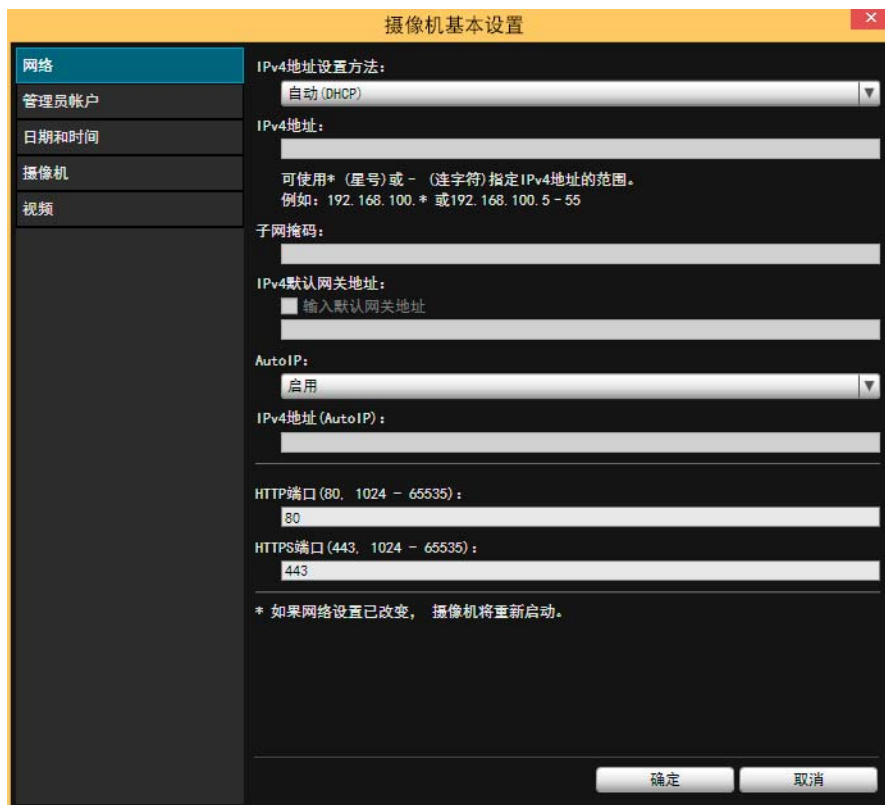 摄像机基本设置
网络
管理员帐户
日期和时间
摄像机
视频
IPv4地址设置方法：
自动(DHCP)
IPv4地址：
可使用* (星号)或 - (连字符)指定IPv4地址的范围。
例如：192.168.100.* 或192.168.100.5-55
子网掩码：
IPv4默认网关地址：
输入默认网关地址
AutoIP：
启用
IPv4地址(AutoIP)：
HTTP端口(80, 1024 - 65535)：
80
HTTPS端口(443, 1024 - 65535)：
443
* 如果网络设置已改变， 摄像机将重新启动。
确定
取消